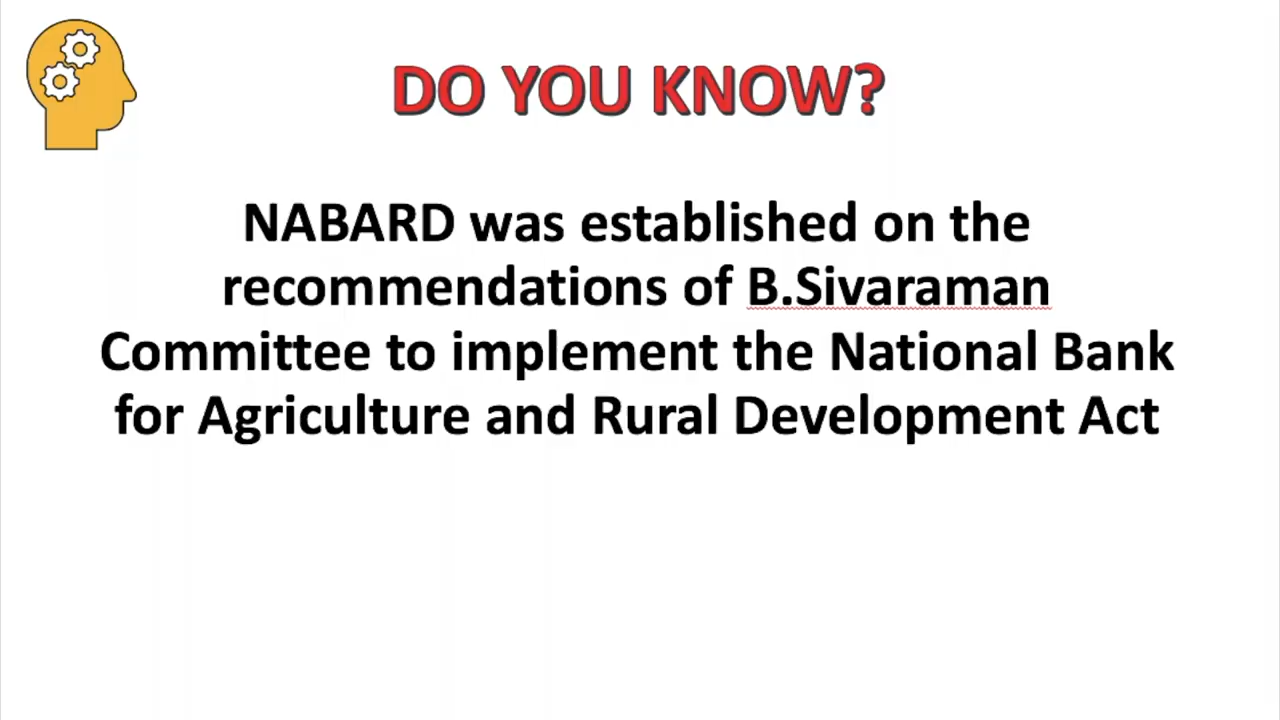 DO YOU KNOW?
NABARD was established on the
recommendations of B.Sivaraman
Committee to implement the National Bank
for Agriculture and Rural Development Act